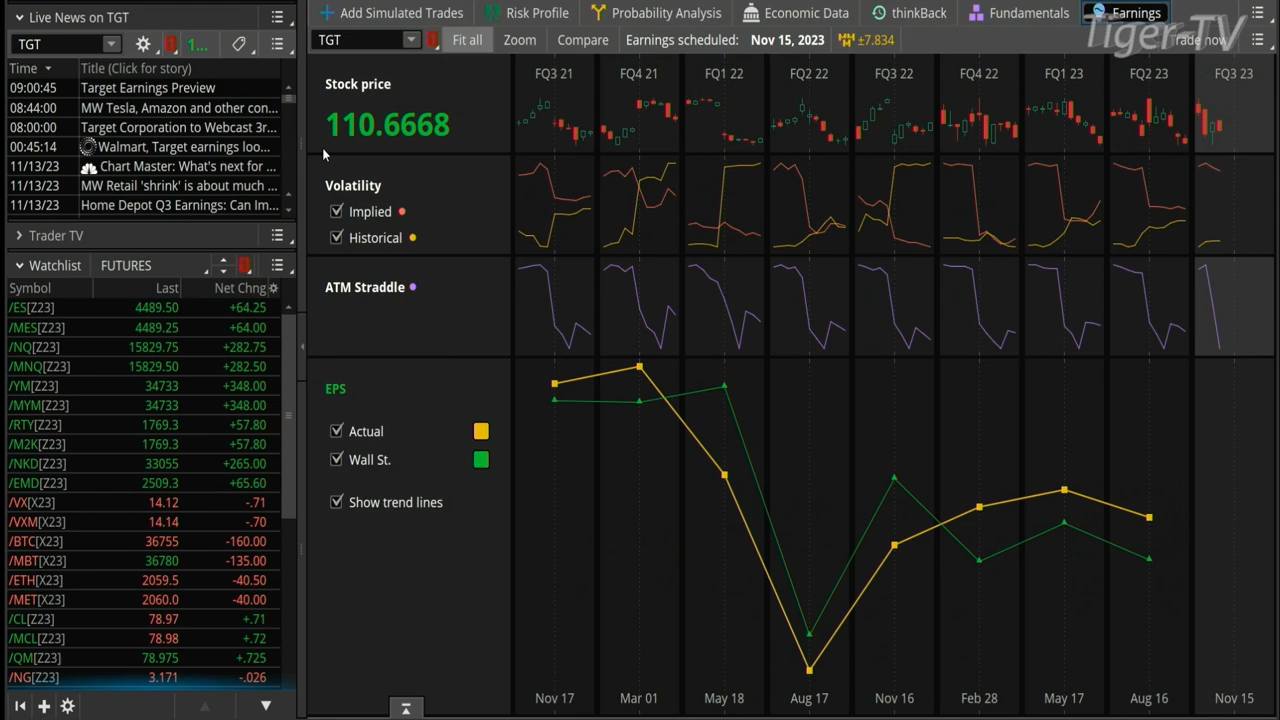 Live News on TGT
TGT
1...
Time Title (Click for story)
09:00:45 Target Earnings Preview
08:44:00 MW Tesla, Amazon and other con...
08:00:00 Target Corporation to Webcast 3r...
00:45:14 Walmart, Target earnings loo...
11/13/23 Chart Master: What's next for ...
11/13/23 MW Retail 'shrink' is about much ...
11/13/23 Home Depot Q3 Earnings: Can Im...
Trader TV
Watchlist FUTURES
Symbol Last Net Chng
/ES[Z23] 4489.50 +64.25
/MES[Z23] 4489.25 +64.00
/NQ[Z23] 15829.75 +282.75
/MNQ[Z23] 15829.50 +282.50
/YM[Z23] 34733 +348.00
/MYM[Z23] 34733 +348.00
/RTY[Z23] 1769.3 +57.80
/M2K[Z23] 1769.3 +57.80
/NKD[Z23] 33055 +265.00
/EMD[Z23] 2509.3 +65.60
/VX[X23] 14.12 -.71
/VXM[X23] 14.14 -.70
/BTC[X23] 36755 -160.00
/MBT[X23] 36780 -135.00
/ETH[X23] 2059.5 -40.50
/MET[X23] 2060.0 -40.00
/CL[Z23] 78.97 +.71
/MCL[Z23] 78.98 +.72
/QM[Z23] 78.975 +.725
/NG[Z23] 3.171 -.026
Add Simulated Trades Risk Profile Probability Analysis Economic Data thinkBack Fundamentals Earnings
Tiger-TV
TGT Fit all Zoom Compare Earnings scheduled: Nov 15, 2023 ±7.834 Trade now
FQ3 21 FQ4 21 FQ1 22 FQ2 22 FQ3 22 FQ4 22 FQ1 23 FQ2 23 FQ3 23
Stock price
110.6668
Volatility
Implied
Historical
ATM Straddle
EPS
Actual
Wall St.
Show trend lines
Nov 17 Mar 01 May 18 Aug 17 Nov 16 Feb 28 May 17 Aug 16 Nov 15